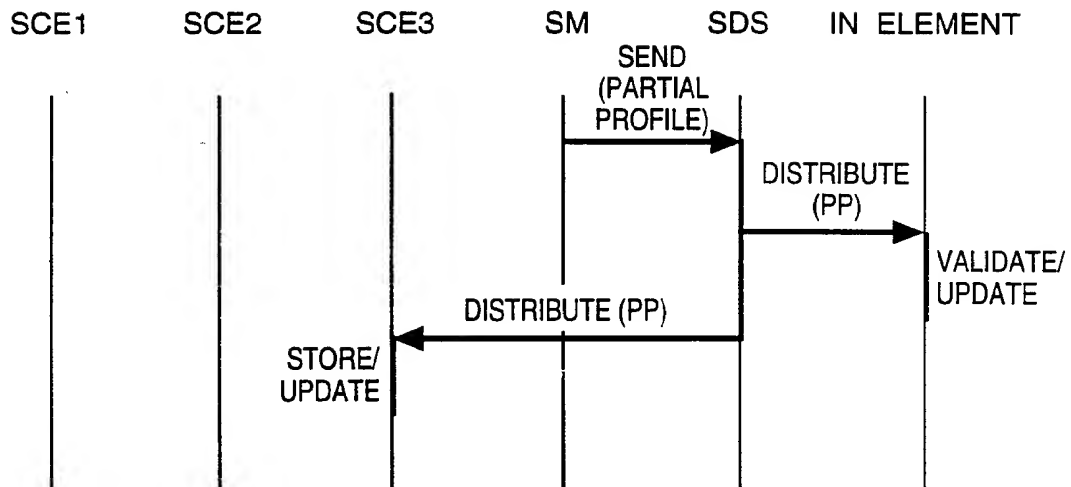 SCE1 SCE2 SCE3 SM SDS IN ELEMENT
SEND
(PARTIAL
PROFILE)
DISTRIBUTE
(PP)
VALIDATE/
UPDATE
DISTRIBUTE (PP)
STORE/
UPDATE